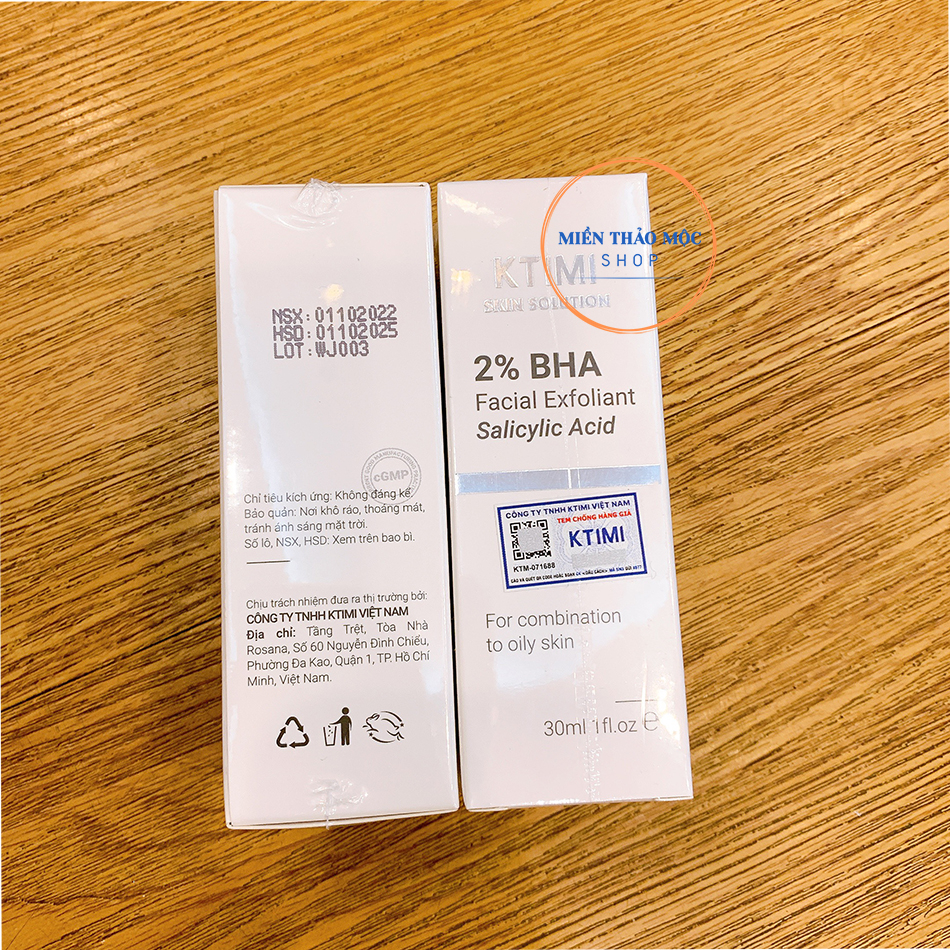 NSX:01102022
HSD:01102025
LOT:WJ003
cGMP
Chỉ tiêu kích ứng: Không đáng kể.
Bảo quản: Nơi khô ráo, thoáng mát,
tránh ánh sáng mặt trời.
Số lô, NSX, HSD: Xem trên bao bì.
Chịu trách nhiệm đưa ra thị trường bởi:
CÔNG TY TNHH KTIMI VIỆT NAM
Địa chỉ: Tầng Trệt, Tòa Nhà
Rosana, Số 60 Nguyễn Đình Chiểu,
Phường Đa Kao, Quận 1, TP. Hồ Chí
Minh, Việt Nam.
MIỀN THẢO MỘC
SHOP
KTIMI
SKIN SOLUTION
2% BHA
Facial Exfoliant
Salicylic Acid
CÔNG TY TNHH KTIMI VIỆT NAM
TEM CHỐNG HÀNG GIẢ
KTIMI
KTM-071688
For combination
to oily skin
30ml 1fl.oz e